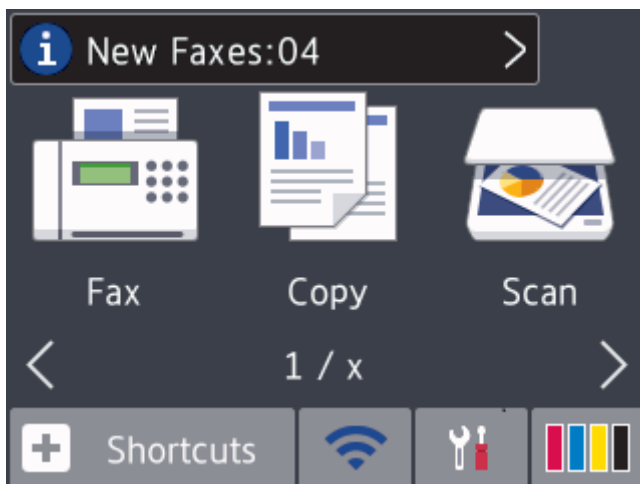 i New Faxes:04 >
Fax Copy Scan
< 1 / x >
+ Shortcuts